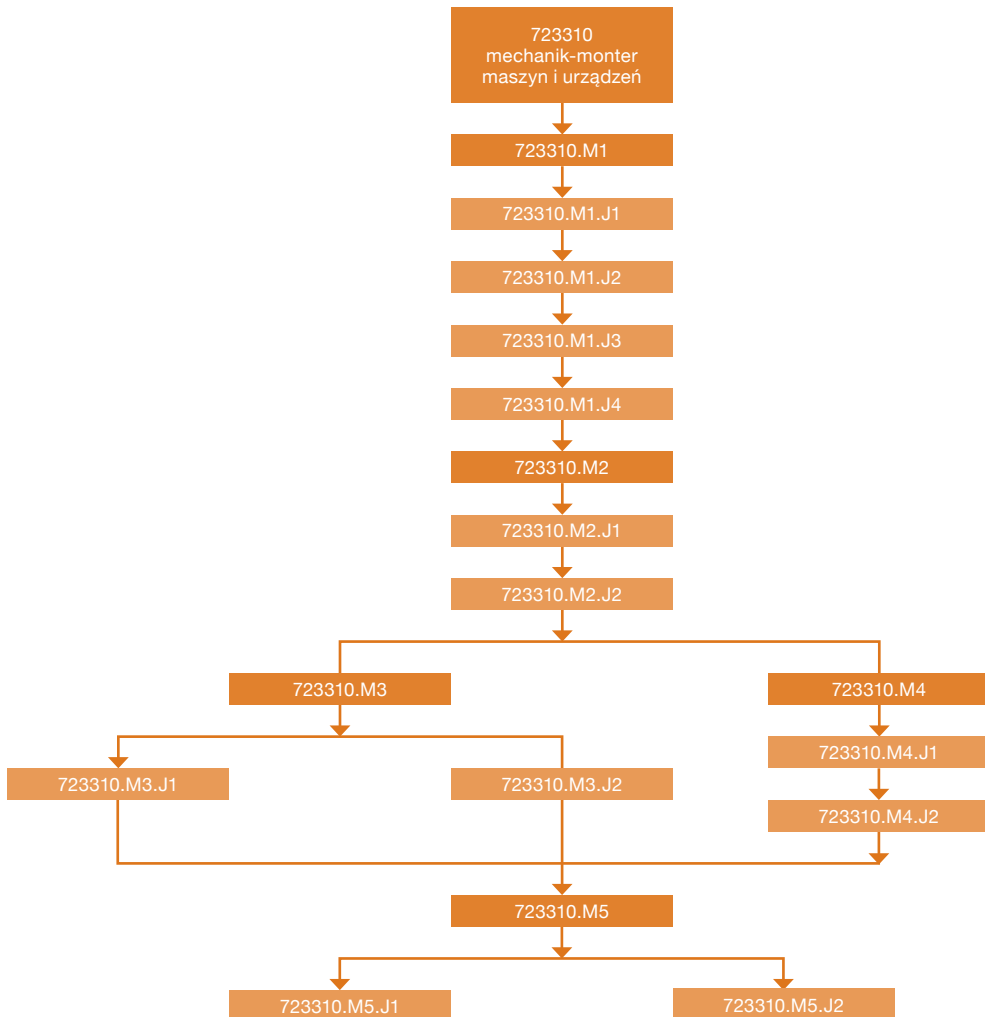 723310
mechanik-monter
maszyn i urządzeń
723310.M1
723310.M1.J1
723310.M1.J2
723310.M1.J3
723310.M1.J4
723310.M2
723310.M2.J1
723310.M2.J2
723310.M3
723310.M4
723310.M4.J1
723310.M3.J1
723310.M3.J2
723310.M4.J2
723310.M5
723310.M5.J1
723310.M5.J2